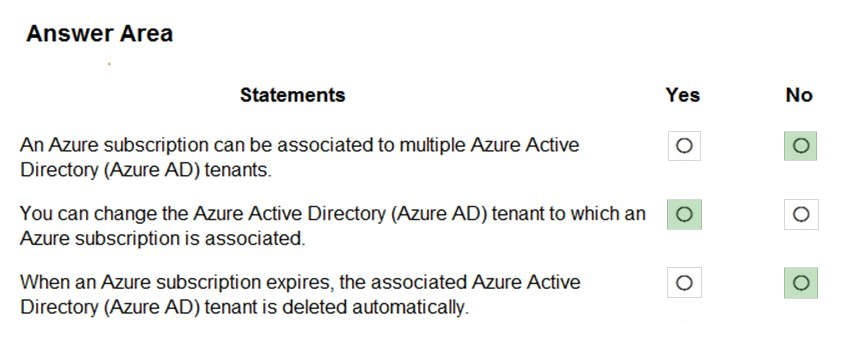 Answer Area
Statements Yes No
An Azure subscription can be associated to multiple Azure Active
Directory (Azure AD) tenants.
You can change the Azure Active Directory (Azure AD) tenant to which an
Azure subscription is associated.
When an Azure subscription expires, the associated Azure Active
Directory (Azure AD) tenant is deleted automatically.